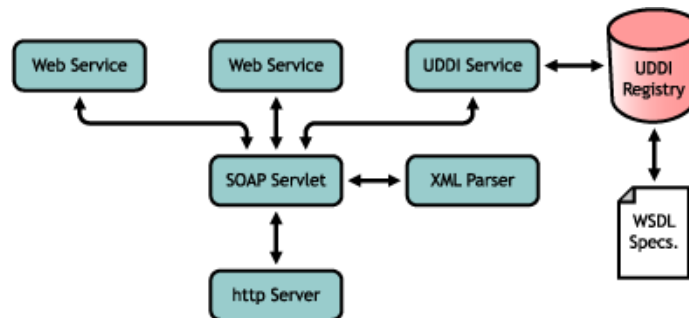 Web Service
Web Service
UDDI Service
UDDI
Registry
SOAP Servlet
XML Parser
WSDL
Specs.
http Server